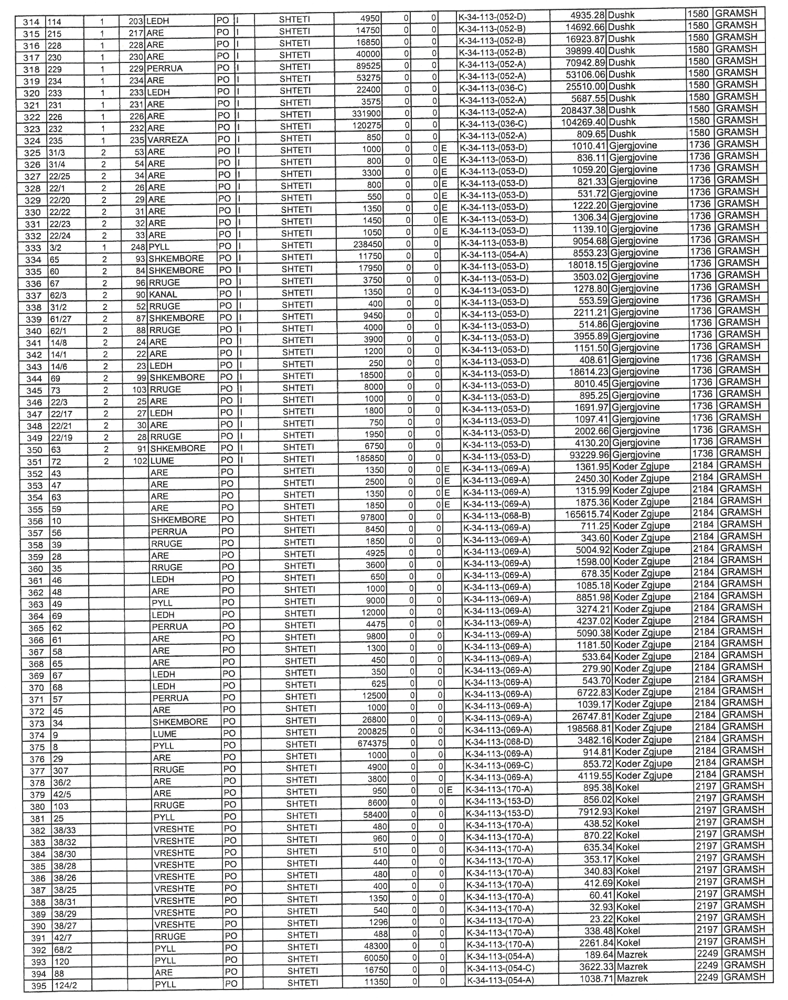 314 114 1 203 LEDH PO I SHTETI 4950 0 0 K-34-113-(052-D) 4935.28 Dushk 1580 GRAMSH
315 215 1 217 ARE PO I SHTETI 14750 0 0 K-34-113-(052-B) 14692.66 Dushk 1580 GRAMSH
316 228 1 228 ARE PO I SHTETI 16850 0 0 K-34-113-(052-B) 16923.87 Dushk 1580 GRAMSH
317 230 1 230 ARE PO I SHTETI 40000 0 0 K-34-113-(052-B) 39899.40 Dushk 1580 GRAMSH
318 229 1 229 PERRUA PO I SHTETI 89525 0 0 K-34-113-(052-A) 70942.89 Dushk 1580 GRAMSH
319 234 1 234 ARE PO I SHTETI 53275 0 0 K-34-113-(052-A) 53106.06 Dushk 1580 GRAMSH
320 233 1 233 LEDH PO I SHTETI 22400 0 0 K-34-113-(036-C) 25510.00 Dushk 1580 GRAMSH
321 231 1 231 ARE PO I SHTETI 3575 0 0 K-34-113-(052-A) 5687.55 Dushk 1580 GRAMSH
322 226 1 226 ARE PO I SHTETI 331900 0 0 K-34-113-(052-A) 208437.38 Dushk 1580 GRAMSH
323 232 1 232 ARE PO I SHTETI 120275 0 0 K-34-113-(036-C) 104269.40 Dushk 1580 GRAMSH
324 235 1 235 VARREZA PO I SHTETI 850 0 0 K-34-113-(052-A) 809.65 Dushk 1580 GRAMSH
325 31/3 2 53 ARE PO I SHTETI 1000 0 0 E K-34-113-(053-D) 1010.41 Gjergjovine 1736 GRAMSH
326 31/4 2 54 ARE PO I SHTETI 800 0 0 E K-34-113-(053-D) 836.11 Gjergjovine 1736 GRAMSH
327 22/25 2 34 ARE PO I SHTETI 3300 0 0 E K-34-113-(053-D) 1059.20 Gjergjovine 1736 GRAMSH
328 22/1 2 26 ARE PO I SHTETI 800 0 0 E K-34-113-(053-D) 821.33 Gjergjovine 1736 GRAMSH
329 22/20 2 29 ARE PO I SHTETI 550 0 0 E K-34-113-(053-D) 531.72 Gjergjovine 1736 GRAMSH
330 22/22 2 31 ARE PO I SHTETI 1350 0 0 E K-34-113-(053-D) 1222.20 Gjergjovine 1736 GRAMSH
331 22/23 2 32 ARE PO I SHTETI 1450 0 0 E K-34-113-(053-D) 1306.34 Gjergjovine 1736 GRAMSH
332 22/24 2 33 ARE PO I SHTETI 1050 0 0 E K-34-113-(053-D) 1139.10 Gjergjovine 1736 GRAMSH
333 3/2 1 248 PYLL PO I SHTETI 238450 0 0 K-34-113-(053-B) 9054.68 Gjergjovine 1736 GRAMSH
334 65 2 93 SHKEMBORE PO I SHTETI 11750 0 0 K-34-113-(054-A) 8553.23 Gjergjovine 1736 GRAMSH
335 60 2 84 SHKEMBORE PO I SHTETI 17950 0 0 K-34-113-(053-D) 18018.15 Gjergjovine 1736 GRAMSH
336 67 2 96 RRUGE PO I SHTETI 3750 0 0 K-34-113-(053-D) 3503.02 Gjergjovine 1736 GRAMSH
337 62/3 2 90 KANAL PO I SHTETI 1350 0 0 K-34-113-(053-D) 1278.80 Gjergjovine 1736 GRAMSH
338 31/2 2 52 RRUGE PO I SHTETI 400 0 0 K-34-113-(053-D) 553.59 Gjergjovine 1736 GRAMSH
339 61/27 2 87 SHKEMBORE PO I SHTETI 9450 0 0 K-34-113-(053-D) 2211.21 Gjergjovine 1736 GRAMSH
340 62/1 2 88 RRUGE PO I SHTETI 4000 0 0 K-34-113-(053-D) 514.86 Gjergjovine 1736 GRAMSH
341 14/8 2 24 ARE PO I SHTETI 3900 0 0 K-34-113-(053-D) 3955.89 Gjergjovine 1736 GRAMSH
342 14/1 2 22 ARE PO I SHTETI 1200 0 0 K-34-113-(053-D) 1151.50 Gjergjovine 1736 GRAMSH
343 14/6 2 23 LEDH PO I SHTETI 250 0 0 K-34-113-(053-D) 408.61 Gjergjovine 1736 GRAMSH
344 69 2 99 SHKEMBORE PO I SHTETI 18500 0 0 K-34-113-(053-D) 18614.23 Gjergjovine 1736 GRAMSH
345 73 2 103 RRUGE PO I SHTETI 8000 0 0 K-34-113-(053-D) 8010.45 Gjergjovine 1736 GRAMSH
346 22/3 2 25 ARE PO I SHTETI 1000 0 0 K-34-113-(053-D) 895.25 Gjergjovine 1736 GRAMSH
347 22/17 2 27 LEDH PO I SHTETI 1800 0 0 K-34-113-(053-D) 1691.97 Gjergjovine 1736 GRAMSH
348 22/21 2 30 ARE PO I SHTETI 750 0 0 K-34-113-(053-D) 1097.41 Gjergjovine 1736 GRAMSH
349 22/19 2 28 RRUGE PO I SHTETI 1950 0 0 K-34-113-(053-D) 2002.66 Gjergjovine 1736 GRAMSH
350 63 2 91 SHKEMBORE PO I SHTETI 6750 0 0 K-34-113-(053-D) 4130.20 Gjergjovine 1736 GRAMSH
351 72 2 102 LUME PO I SHTETI 185850 0 0 K-34-113-(053-D) 93229.96 Gjergjovine 1736 GRAMSH
352 43 ARE PO SHTETI 1350 0 0 E K-34-113-(069-A) 1361.95 Koder Zgjupe 2184 GRAMSH
353 47 ARE PO SHTETI 2500 0 0 E K-34-113-(069-A) 2450.30 Koder Zgjupe 2184 GRAMSH
354 63 ARE PO SHTETI 1350 0 0 E K-34-113-(069-A) 1315.99 Koder Zgjupe 2184 GRAMSH
355 59 ARE PO SHTETI 1850 0 0 E K-34-113-(069-A) 1875.36 Koder Zgjupe 2184 GRAMSH
356 10 SHKEMBORE PO SHTETI 97800 0 0 K-34-113-(068-B) 165615.74 Koder Zgjupe 2184 GRAMSH
357 56 PERRUA PO SHTETI 8450 0 0 K-34-113-(069-A) 711.25 Koder Zgjupe 2184 GRAMSH
358 39 RRUGE PO SHTETI 1850 0 0 K-34-113-(069-A) 343.60 Koder Zgjupe 2184 GRAMSH
359 28 ARE PO SHTETI 4925 0 0 K-34-113-(069-A) 5004.92 Koder Zgjupe 2184 GRAMSH
360 35 RRUGE PO SHTETI 3600 0 0 K-34-113-(069-A) 1598.00 Koder Zgjupe 2184 GRAMSH
361 46 LEDH PO SHTETI 650 0 0 K-34-113-(069-A) 678.35 Koder Zgjupe 2184 GRAMSH
362 48 ARE PO SHTETI 1000 0 0 K-34-113-(069-A) 1085.18 Koder Zgjupe 2184 GRAMSH
363 49 PYLL PO SHTETI 9000 0 0 K-34-113-(069-A) 8851.98 Koder Zgjupe 2184 GRAMSH
364 69 LEDH PO SHTETI 12000 0 0 K-34-113-(069-A) 3274.21 Koder Zgjupe 2184 GRAMSH
365 62 PERRUA PO SHTETI 4475 0 0 K-34-113-(069-A) 4237.02 Koder Zgjupe 2184 GRAMSH
366 61 ARE PO SHTETI 9800 0 0 K-34-113-(069-A) 5090.38 Koder Zgjupe 2184 GRAMSH
367 58 ARE PO SHTETI 1300 0 0 K-34-113-(069-A) 1181.50 Koder Zgjupe 2184 GRAMSH
368 65 ARE PO SHTETI 450 0 0 K-34-113-(069-A) 533.64 Koder Zgjupe 2184 GRAMSH
369 67 LEDH PO SHTETI 350 0 0 K-34-113-(069-A) 279.90 Koder Zgjupe 2184 GRAMSH
370 68 LEDH PO SHTETI 625 0 0 K-34-113-(069-A) 543.70 Koder Zgjupe 2184 GRAMSH
371 57 PERRUA PO SHTETI 12500 0 0 K-34-113-(069-A) 6722.83 Koder Zgjupe 2184 GRAMSH
372 45 ARE PO SHTETI 1000 0 0 K-34-113-(069-A) 1039.17 Koder Zgjupe 2184 GRAMSH
373 34 SHKEMBORE PO SHTETI 26800 0 0 K-34-113-(069-A) 26747.81 Koder Zgjupe 2184 GRAMSH
374 9 LUME PO SHTETI 200825 0 0 K-34-113-(069-A) 198568.81 Koder Zgjupe 2184 GRAMSH
375 8 PYLL PO SHTETI 674375 0 0 K-34-113-(068-D) 3482.16 Koder Zgjupe 2184 GRAMSH
376 29 ARE PO SHTETI 1000 0 0 K-34-113-(069-A) 914.81 Koder Zgjupe 2184 GRAMSH
377 307 RRUGE PO SHTETI 4900 0 0 K-34-113-(069-C) 853.72 Koder Zgjupe 2184 GRAMSH
378 36/2 ARE PO SHTETI 3800 0 0 K-34-113-(069-A) 4119.55 Koder Zgjupe 2184 GRAMSH
379 42/5 ARE PO SHTETI 950 0 0 E K-34-113-(170-A) 895.38 Kokel 2197 GRAMSH
380 103 RRUGE PO SHTETI 8600 0 0 K-34-113-(153-D) 856.02 Kokel 2197 GRAMSH
381 25 PYLL PO SHTETI 58400 0 0 K-34-113-(153-D) 7912.93 Kokel 2197 GRAMSH
382 38/33 VRESHTE PO SHTETI 480 0 0 K-34-113-(170-A) 438.52 Kokel 2197 GRAMSH
383 38/32 VRESHTE PO SHTETI 960 0 0 K-34-113-(170-A) 870.22 Kokel 2197 GRAMSH
384 38/30 VRESHTE PO SHTETI 510 0 0 K-34-113-(170-A) 635.34 Kokel 2197 GRAMSH
385 38/28 VRESHTE PO SHTETI 440 0 0 K-34-113-(170-A) 353.17 Kokel 2197 GRAMSH
386 38/26 VRESHTE PO SHTETI 480 0 0 K-34-113-(170-A) 340.83 Kokel 2197 GRAMSH
387 38/25 VRESHTE PO SHTETI 400 0 0 K-34-113-(170-A) 412.69 Kokel 2197 GRAMSH
388 38/31 VRESHTE PO SHTETI 1350 0 0 K-34-113-(170-A) 60.41 Kokel 2197 GRAMSH
389 38/29 VRESHTE PO SHTETI 540 0 0 K-34-113-(170-A) 32.93 Kokel 2197 GRAMSH
390 38/27 VRESHTE PO SHTETI 1296 0 0 K-34-113-(170-A) 23.22 Kokel 2197 GRAMSH
391 42/7 RRUGE PO SHTETI 488 0 0 K-34-113-(170-A) 338.48 Kokel 2197 GRAMSH
392 68/2 PYLL PO SHTETI 48300 0 0 K-34-113-(170-A) 2261.84 Kokel 2197 GRAMSH
393 120 PYLL PO SHTETI 60050 0 0 K-34-113-(054-A) 189.64 Mazrek 2249 GRAMSH
394 88 ARE PO SHTETI 16750 0 0 K-34-113-(054-C) 3622.33 Mazrek 2249 GRAMSH
395 124/2 PYLL PO SHTETI 11350 0 0 K-34-113-(054-A) 1038.71 Mazrek 2249 GRAMSH